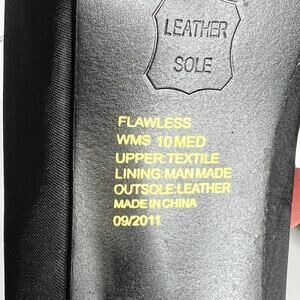 LEATHER
SOLE
FLAWLESS
WMS 10 MED
UPPER:TEXTILE
LINING:MAN MADE
OUTSOLE:LEATHER
MADE IN CHINA
09/2011